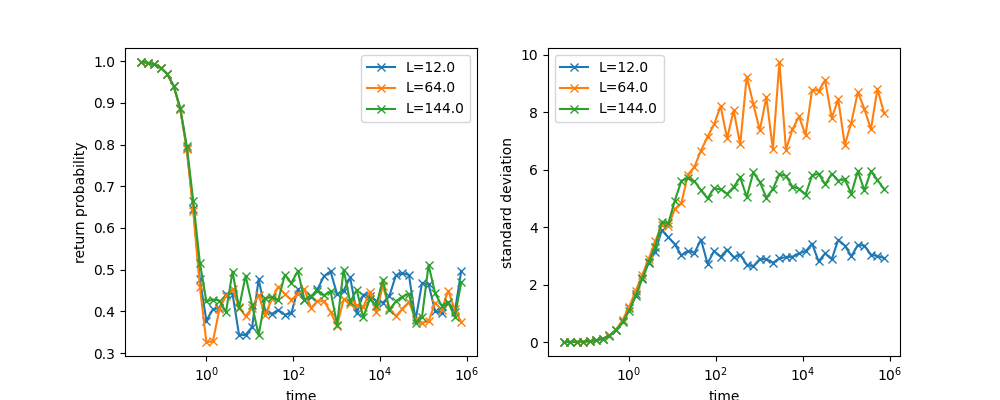 return probability
1.0
0.9
0.8
0.7
0.6
0.5
0.4
0.3
L=12.0
L=64.0
L=144.0
10^0
10^2
10^4
10^6
time
standard deviation
10
8
6
4
2
0
L=12.0
L=64.0
L=144.0
10^0
10^2
10^4
10^6
time